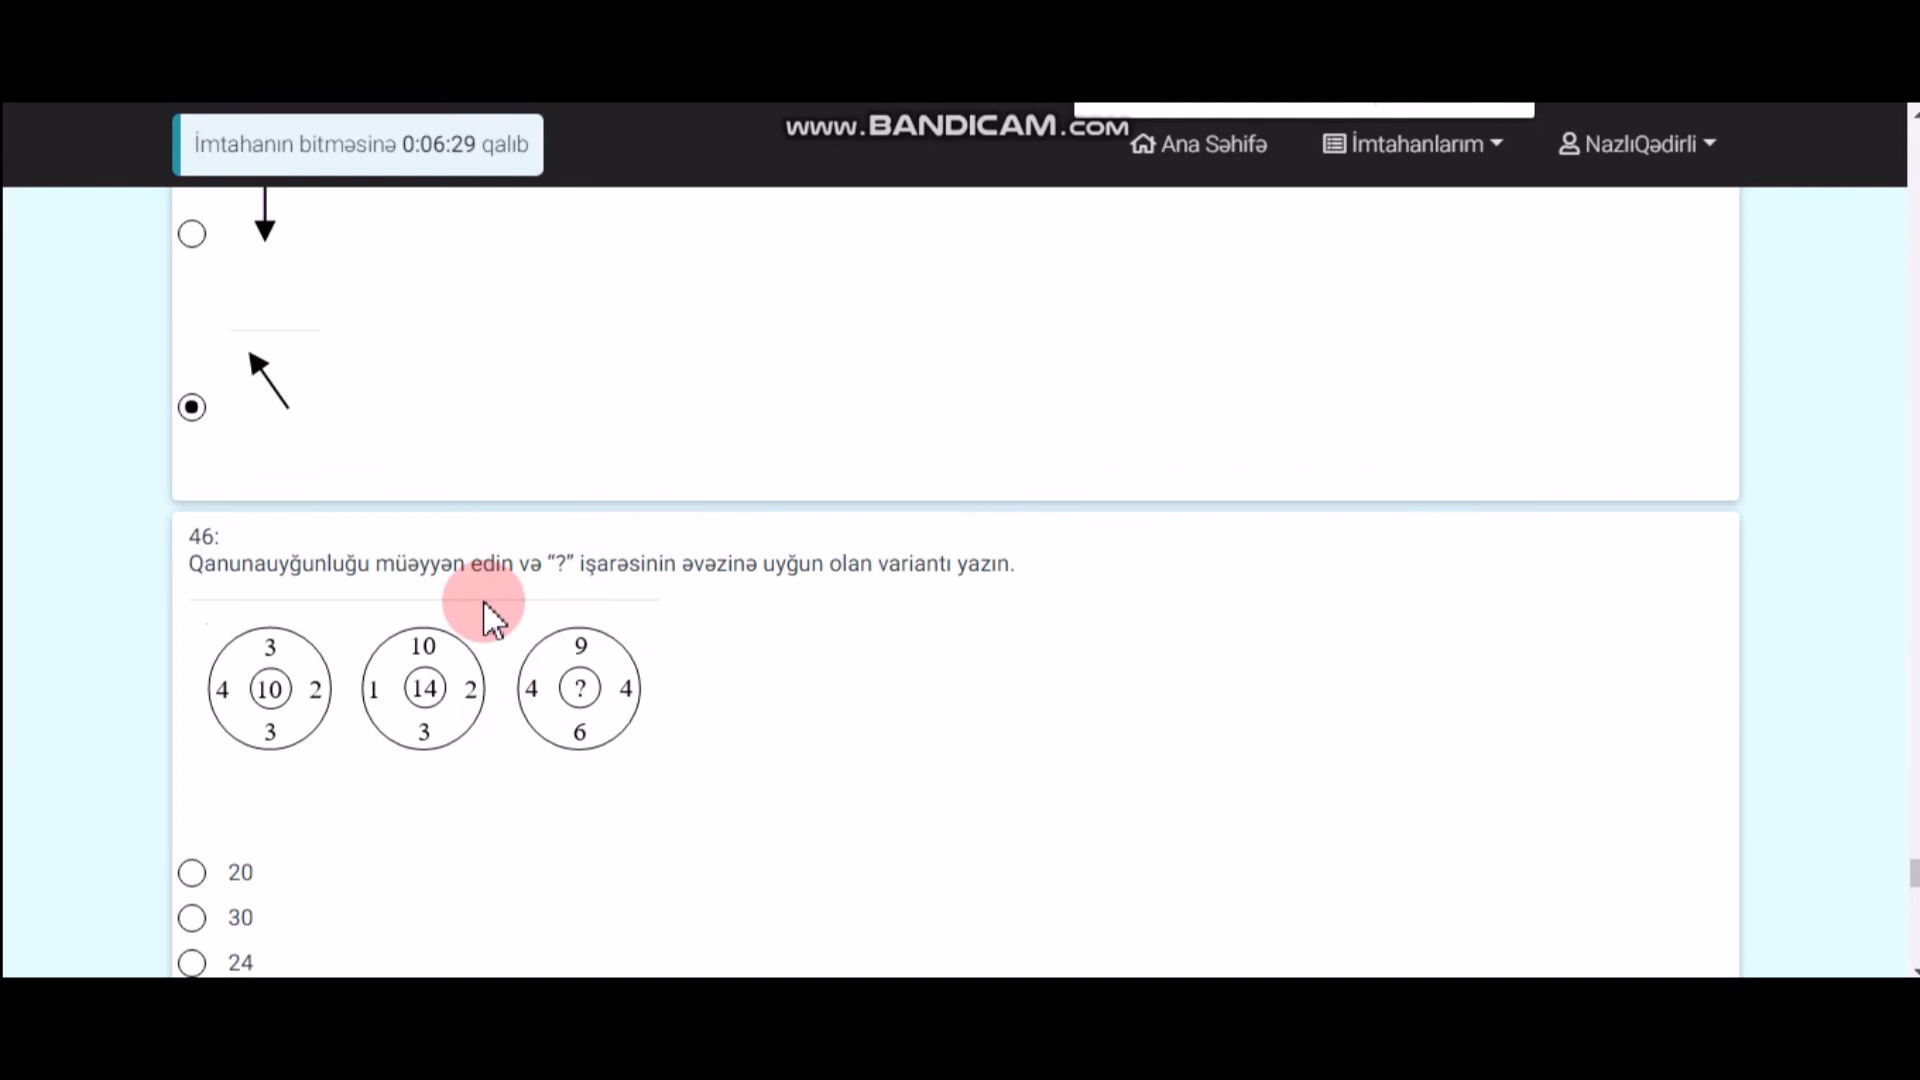 www.BANDICAM.com
İmtahanın bitməsinə 0:06:29 qalıb
Ana Səhifə
İmtahanlarım
NazlıQədirli
46:
Qanunauyğunluğu müəyyən edin və “?” işarəsinin əvəzinə uyğun olan variantı yazın.
3 10 9
4 10 2 1 14 2 4 ? 4
3 3 6
20
30
24